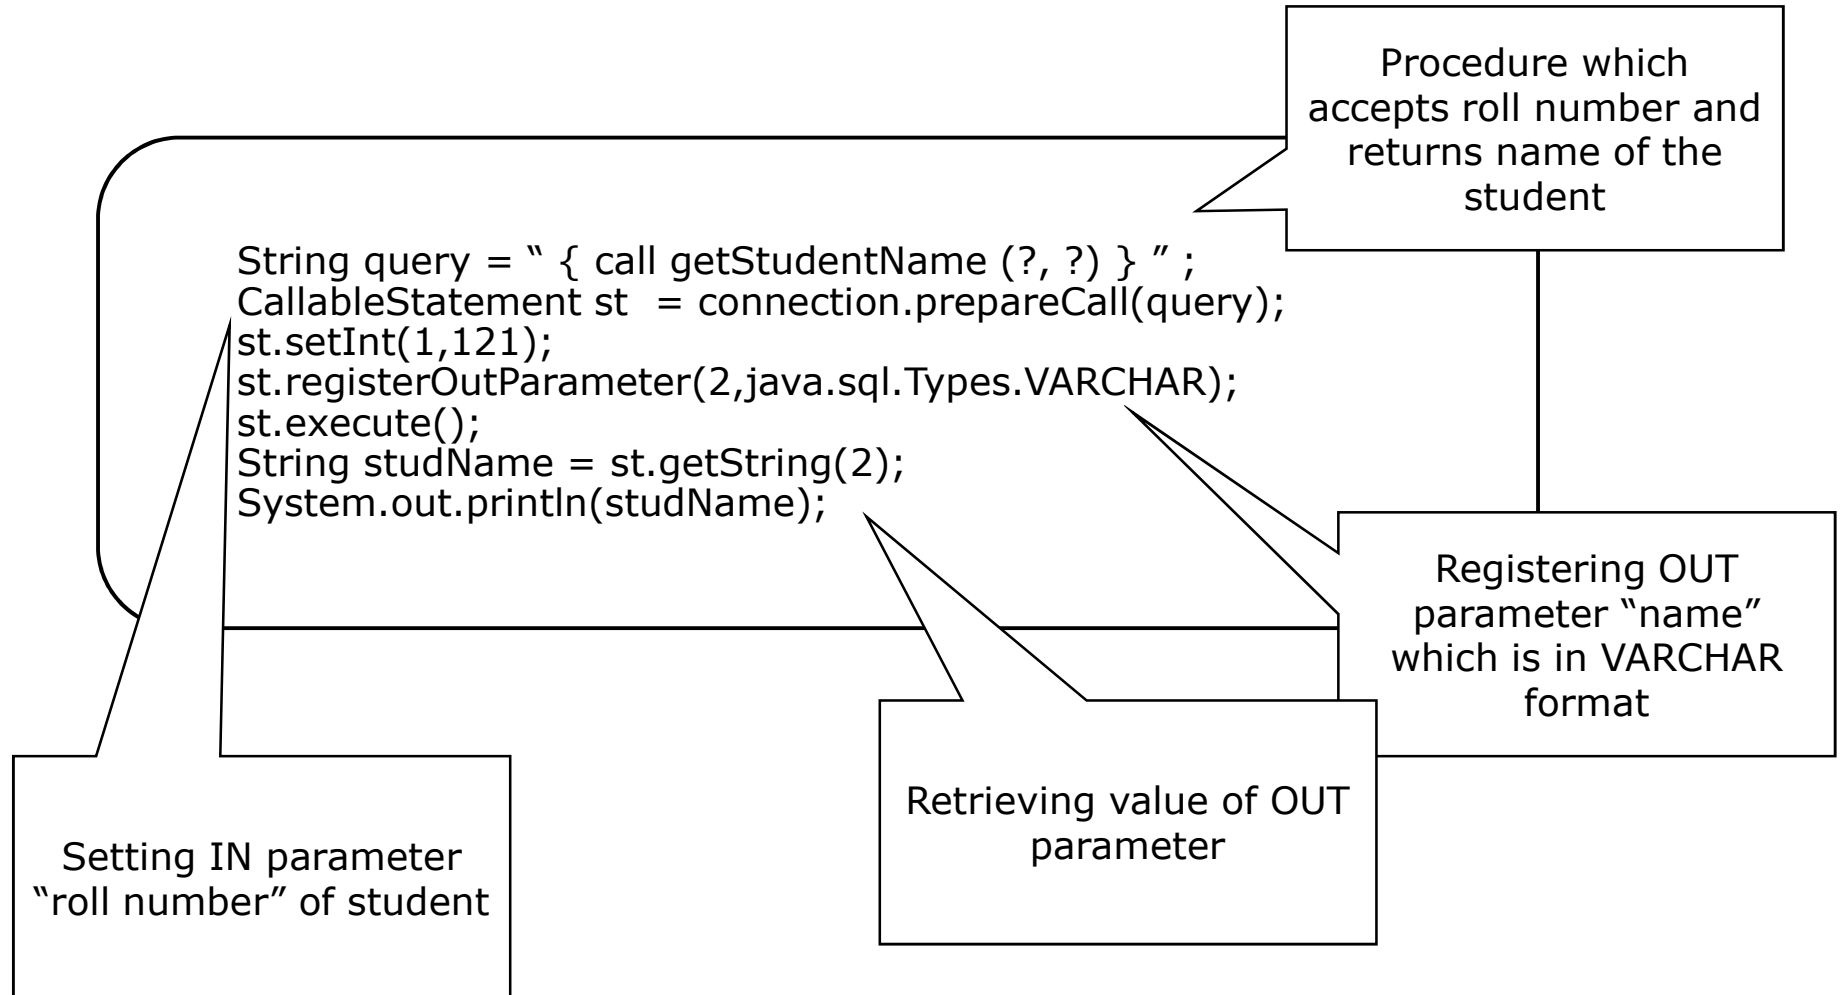 Procedure which
accepts roll number and
returns name of the
student
String query = “ { call getStudentName (?, ?) } ” ;
CallableStatement st  = connection.prepareCall(query);
st.setInt(1,121);
st.registerOutParameter(2,java.sql.Types.VARCHAR);
st.execute();
String studName = st.getString(2);
System.out.println(studName);
Registering OUT
parameter “name”
which is in VARCHAR
format
Retrieving value of OUT
parameter
Setting IN parameter
“roll number” of student